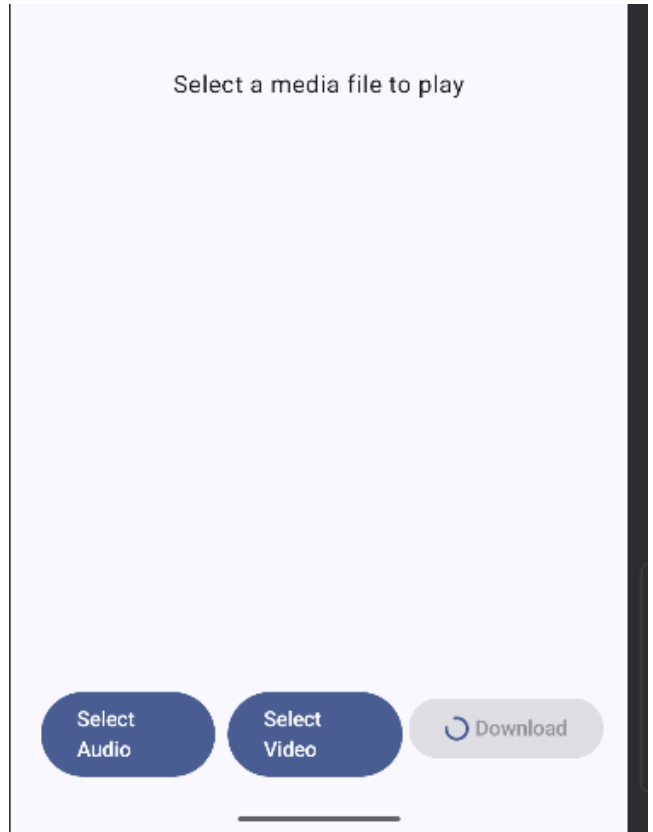 Select a media file to play
Select
Audio
Select
Video
Download